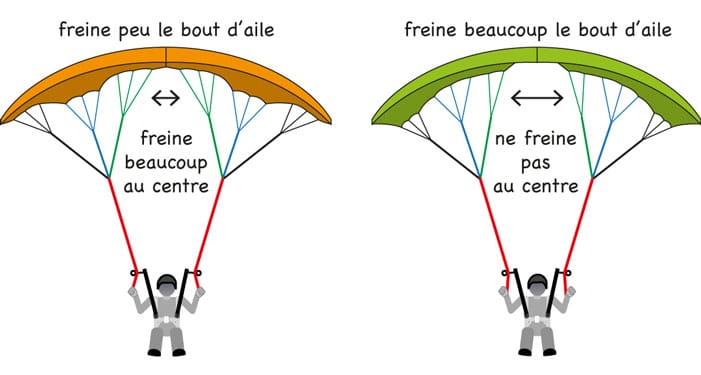 freine peu le bout d'aile
freine
beaucoup
au centre
freine beaucoup le bout d'aile
ne freine
pas
au centre